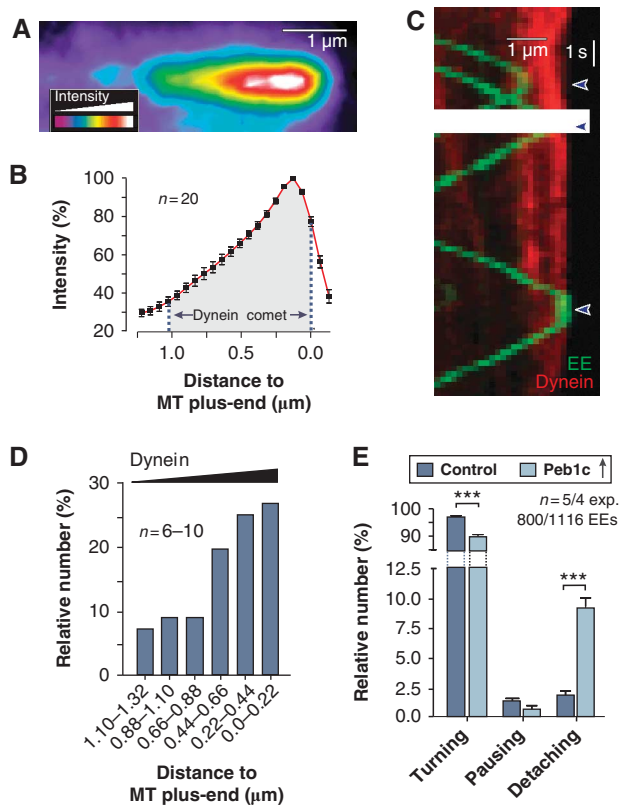 A
1 µm
Intensity
B
n=20
Intensity (%)
100
80
60
40
20
Dynein comet
1.0
0.5
0.0
Distance to
MT plus-end (µm)
C
1 µm
1 s
EE
Dynein
D
Dynein
n=6–10
Relative number (%)
30
20
10
0
1.10–1.32
0.88–1.10
0.66–0.88
0.44–0.66
0.22–0.44
0.0–0.22
Distance to
MT plus-end (µm)
E
Control
Peb1c ↑
n=5/4 exp.
800/1116 EEs
***
***
Relative number (%)
100
90
12.5
10.0
7.5
5.0
2.5
0.0
Turning
Pausing
Detaching